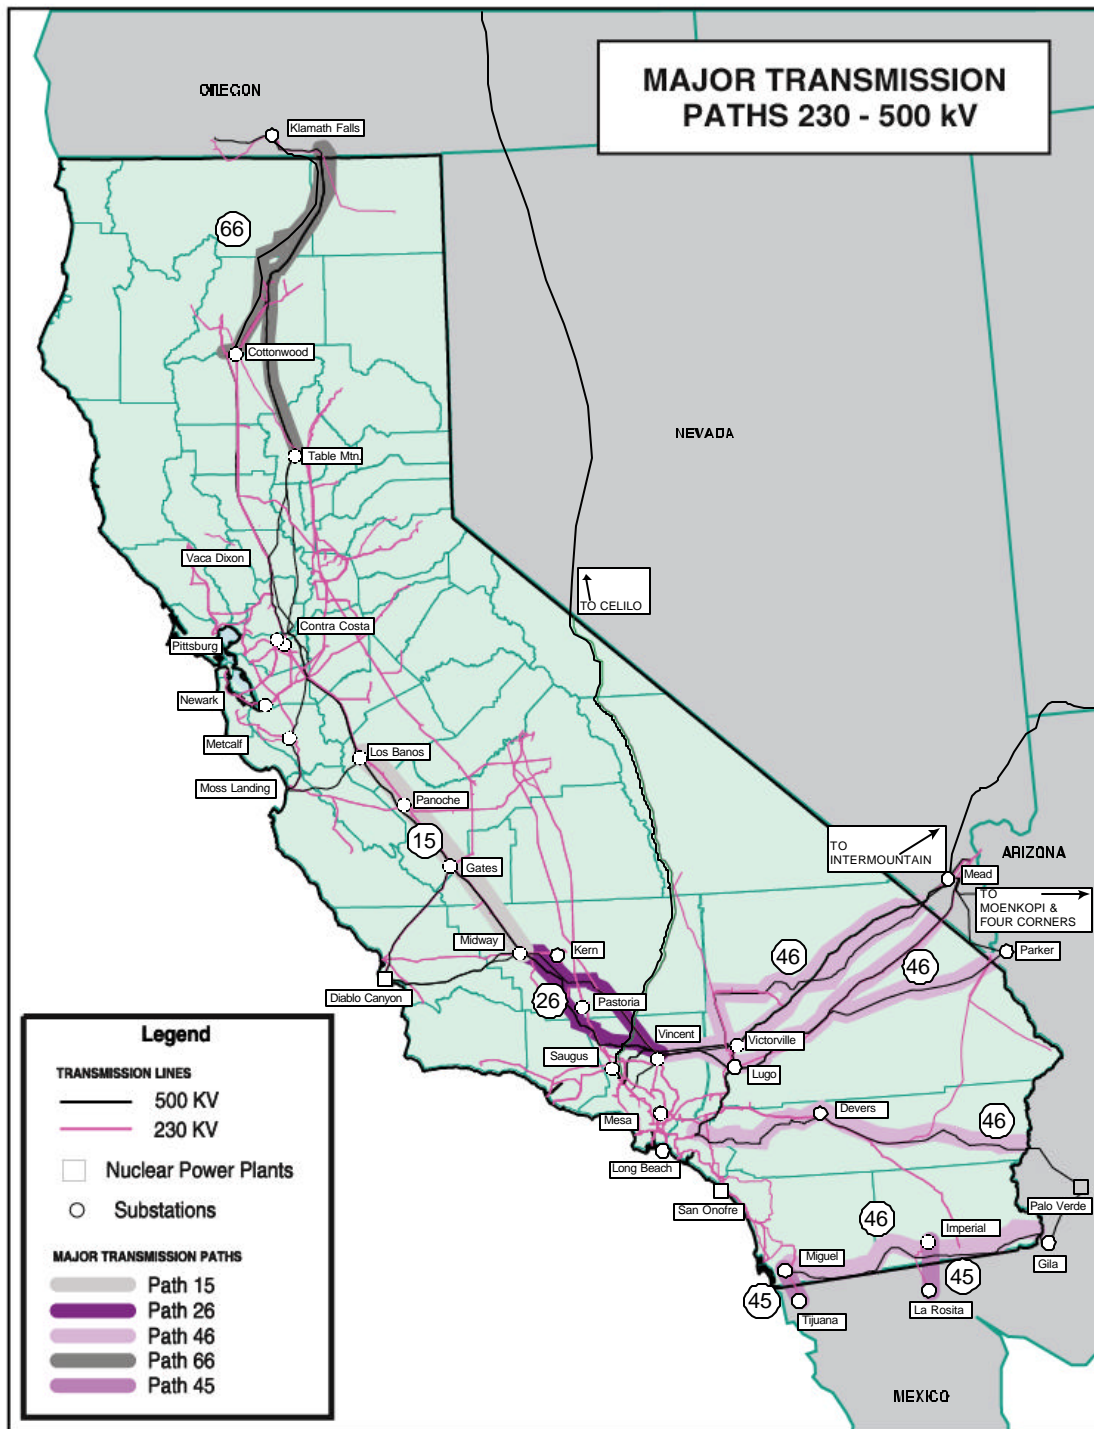 MAJOR TRANSMISSION
PATHS 230 - 500 kV
OREGON
Klamath Falls
66
Cottonwood
NEVADA
Table Mtn.
Vaca Dixon
TO CELILO
Contra Costa
Pittsburg
Newark
Metcalf
Los Banos
Moss Landing
Panoche
15
Gates
TO
INTERMOUNTAIN
ARIZONA
Mead
TO
MOENKOPI &
FOUR CORNERS
Midway
Kern
46
46
Parker
Diablo Canyon
26
Pastoria
Vincent
Victorville
Saugus
Lugo
Mesa
Devers
46
Long Beach
San Onofre
Palo Verde
46
Imperial
Miguel
Gila
45
45
La Rosita
Tijuana
MEXICO
Legend
TRANSMISSION LINES
500 KV
230 KV
Nuclear Power Plants
Substations
MAJOR TRANSMISSION PATHS
Path 15
Path 26
Path 46
Path 66
Path 45